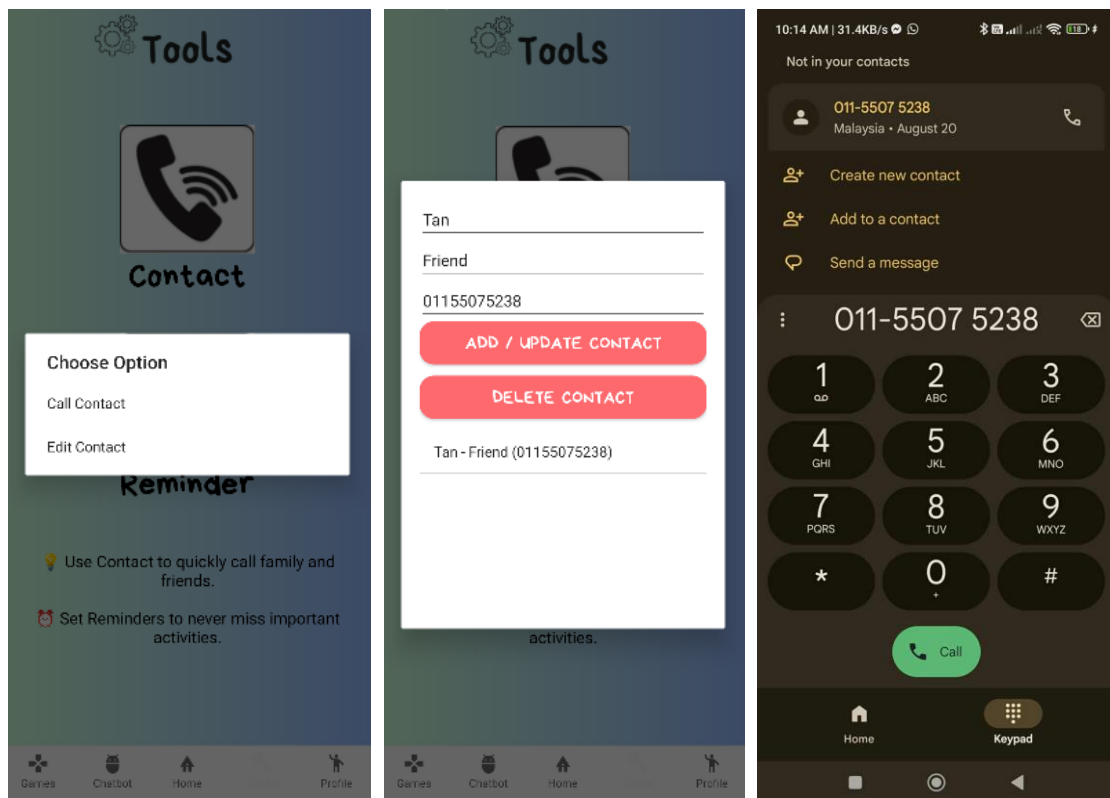 Tools
Contact
Choose Option
Call Contact
Edit Contact
Reminder
Use Contact to quickly call family and
friends.
Set Reminders to never miss important
activities.
Games
Chatbot
Home
Profile
Tools
Tan
Friend
01155075238
ADD / UPDATE CONTACT
DELETE CONTACT
Tan - Friend (01155075238)
activities.
Games
Chatbot
Home
Profile
10:14 AM | 31.4KB/s
18
Not in your contacts
011-5507 5238
Malaysia • August 20
Create new contact
Add to a contact
Send a message
011-5507 5238
1
2 ABC
3 DEF
4 GHI
5 JKL
6 MNO
7 PQRS
8 TUV
9 WXYZ
*
0 +
#
Call
Home
Keypad